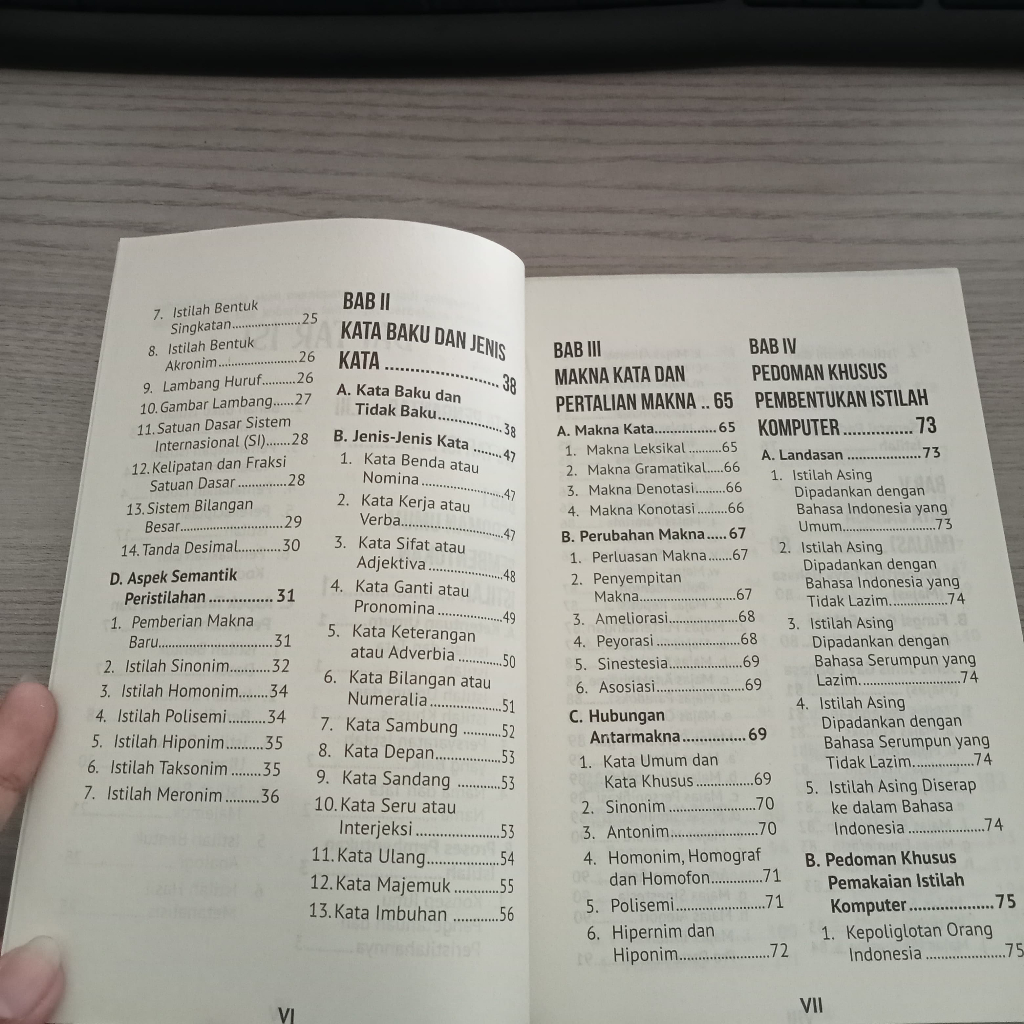 7. Istilah Bentuk
Singkatan....................25
8. Istilah Bentuk
Akronim.......................26
9. Lambang Huruf..........26
10. Gambar Lambang......27
11. Satuan Dasar Sistem
Internasional (SI).......28
12. Kelipatan dan Fraksi
Satuan Dasar ...............28
13. Sistem Bilangan
Besar..............................29
14. Tanda Desimal............30
D. Aspek Semantik
Peristilahan .............. 31
1. Pemberian Makna
Baru................................31
2. Istilah Sinonim...........32
3. Istilah Homonim........34
4. Istilah Polisemi ..........34
5. Istilah Hiponim..........35
6. Istilah Taksonim ........35
7. Istilah Meronim .........36
VI
BAB II
KATA BAKU DAN JENIS
KATA .......................... 38
A. Kata Baku dan
Tidak Baku...............38
B. Jenis-Jenis Kata .......47
1. Kata Benda atau
Nomina.........................47
2. Kata Kerja atau
Verba.............................47
3. Kata Sifat atau
Adjektiva ......................48
4. Kata Ganti atau
Pronomina ...................49
5. Kata Keterangan
atau Adverbia ..............50
6. Kata Bilangan atau
Numeralia.....................51
7. Kata Sambung ............52
8. Kata Depan..................53
9. Kata Sandang ..............53
10. Kata Seru atau
Interjeksi ......................53
11. Kata Ulang...................54
12. Kata Majemuk .............55
13. Kata Imbuhan .............56
BAB III
MAKNA KATA DAN
PERTALIAN MAKNA .. 65
A. Makna Kata................65
1. Makna Leksikal ..........65
2. Makna Gramatikal.....66
3. Makna Denotasi.........66
4. Makna Konotasi .........66
B. Perubahan Makna.....67
1. Perluasan Makna.......67
2. Penyempitan
Makna...........................67
3. Ameliorasi....................68
4. Peyorasi .......................68
5. Sinestesia.....................69
6. Asosiasi........................69
C. Hubungan
Antarmakna...............69
1. Kata Umum dan
Kata Khusus ................69
2. Sinonim .......................70
3. Antonim.......................70
4. Homonim, Homograf
dan Homofon..............71
5. Polisemi.......................71
6. Hipernim dan
Hiponim........................72
BAB IV
PEDOMAN KHUSUS
PEMBENTUKAN ISTILAH
KOMPUTER ...............73
A. Landasan ..................73
1. Istilah Asing
Dipadankan dengan
Bahasa Indonesia yang
Umum............................73
2. Istilah Asing
Dipadankan dengan
Bahasa Indonesia yang
Tidak Lazim..................74
3. Istilah Asing
Dipadankan dengan
Bahasa Serumpun yang
Lazim.............................74
4. Istilah Asing
Dipadankan dengan
Bahasa Serumpun yang
Tidak Lazim..................74
5. Istilah Asing Diserap
ke dalam Bahasa
Indonesia .....................74
B. Pedoman Khusus
Pemakaian Istilah
Komputer...................75
1. Kepoliglotan Orang
Indonesia .....................75
VII